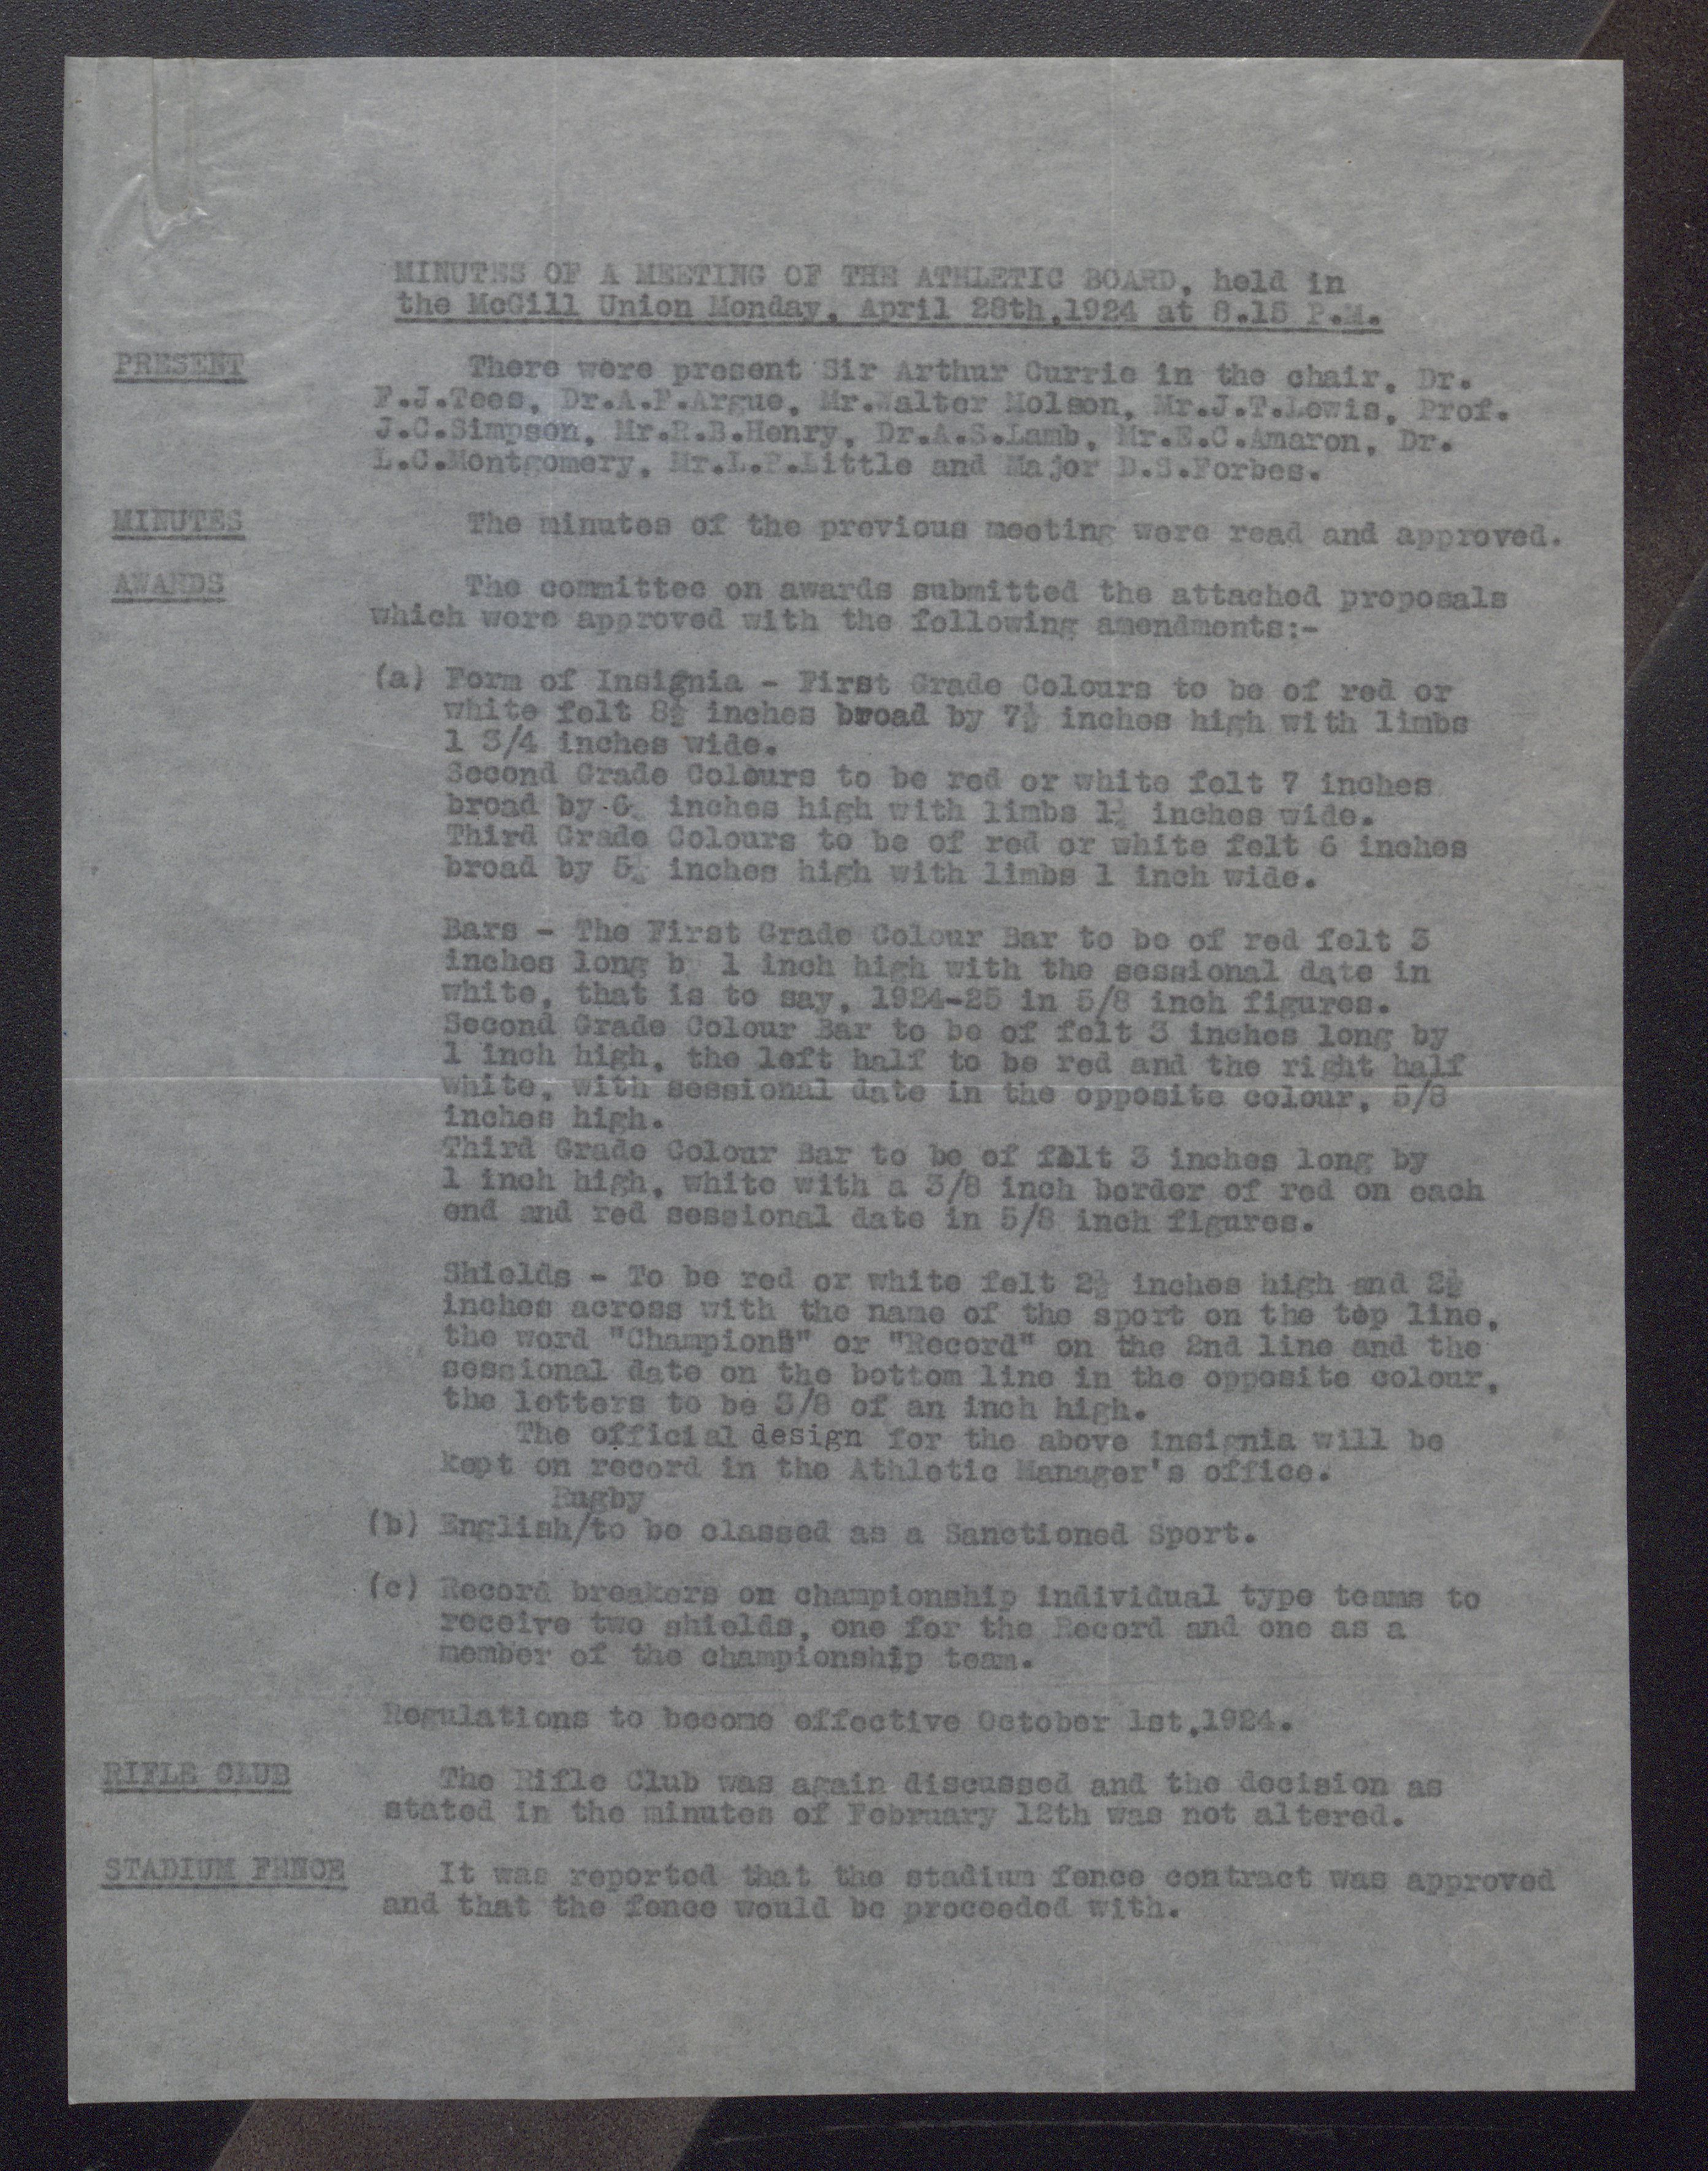 MINUTES OF A MEETING OF THE ATHLETIC BOARD, held in
the McGill Union Monday, April 28th,1924 at 8.15 P.M.
PRESENT There were present Sir Arthur Currie in the chair, Dr.
F.J.Tees, Dr.A.F.Argue, Mr.Walter Molson, Mr.J.T.Lewis, Prof.
J.C.Simpson, Mr.R.B.Henry, Dr.A.S.Lamb, Mr.E.C.Amaron, Dr.
L.C.Montgomery, Mr.L.P.Little and Major D.S.Forbes.
MINUTES The minutes of the previous meeting were read and approved.
AWARDS The committee on awards submitted the attached proposals
which were approved with the following amendments:-
(a) Form of Insignia - First Grade Colours to be of red or
white felt 8½ inches broad by 7½ inches high with limbs
1 3/4 inches wide.
Second Grade Colours to be red or white felt 7 inches
broad by 6 inches high with limbs inches wide.
Third Grade Colours to be of red or white felt 6 inches
broad by inches high with limbs 1 inch wide.
Bars - The First Grade Colour Bar to be of red felt 3
inches long b 1 inch high with the sessional date in
white, that is to say, 1924-25 in 5/8 inch figures.
Second Grade Colour Bar to be of felt 3 inches long by
1 inch high, the left half to be red and the right half
white, with sessional date in the opposite colour, 5/8
inches high.
Third Grade Colour Bar to be of felt 3 inches long by
1 inch high, white with a 3/8 inch border of red on each
end and red sessional date in 5/8 inch figures.
Shields - To be red or white felt 2½ inches high and 2½
inches across with the name of the sport on the top line,
the word "Champions" or "Record" on the 2nd line and the
sessional date on the bottom line in the opposite colour,
the letters to be 3/8 of an inch high.
The official design for the above insignia will be
kept on record in the Athletic Manager's office.
Rugby
(b) English/to be classed as a Sanctioned Sport.
(c) Record breakers on championship individual type teams to
receive two shields, one for the Record and one as a
member of the championship team.
Regulations to become effective October 1st,1924.
RIFLE CLUB The Rifle Club was again discussed and the decision as
stated in the minutes of February 12th was not altered.
STADIUM FENCE It was reported that the stadium fence contract was approved
and that the fence would be proceeded with.